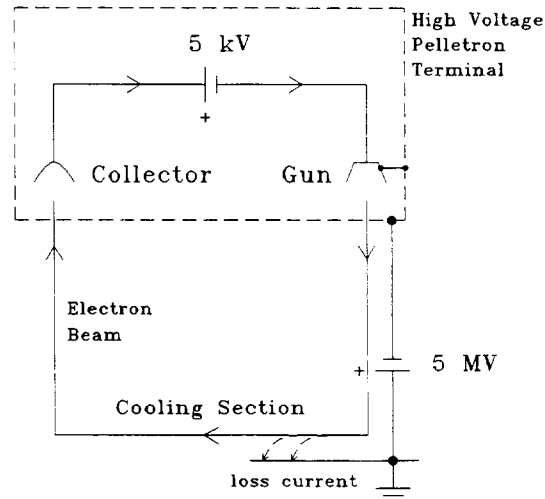 High Voltage
Pelletron
Terminal
5 kV
+
Collector
Gun
Electron
Beam
+
5 MV
Cooling Section
loss current